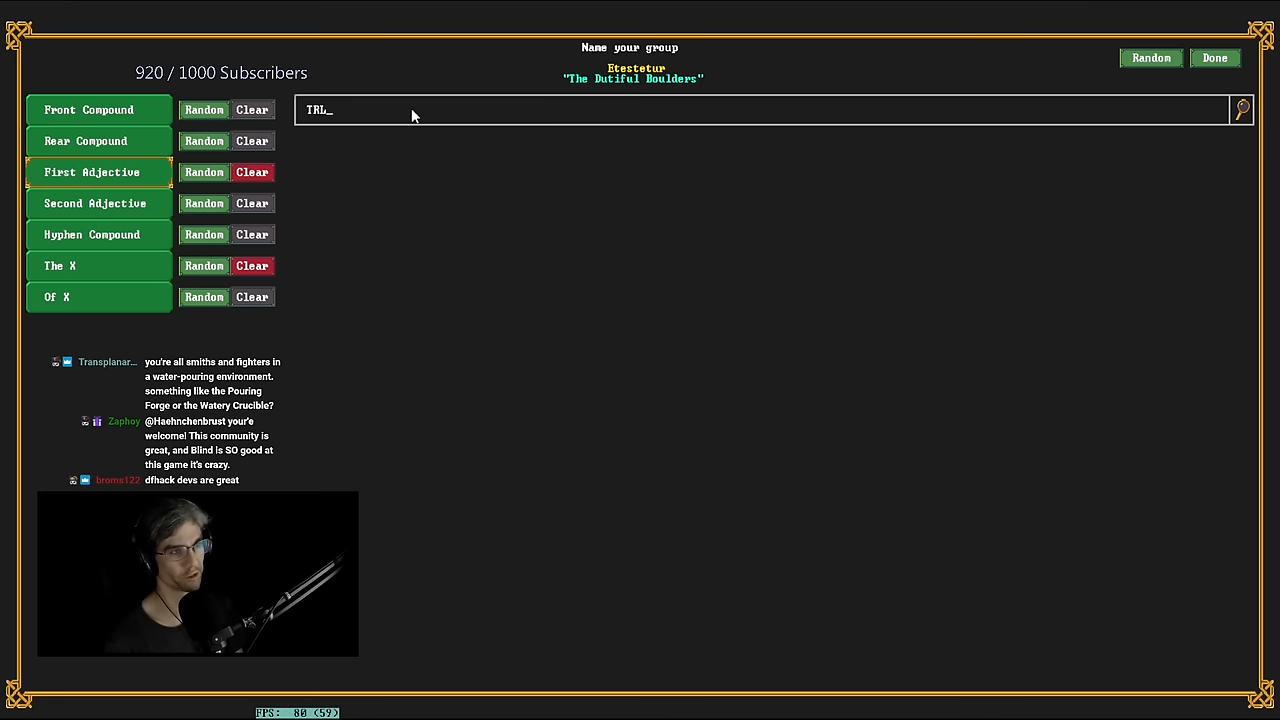 Name your group
Etestetur
"The Dutiful Boulders"
Random
Done
920 / 1000 Subscribers
Front Compound
Random
Clear
TRL_
Rear Compound
Random
Clear
First Adjective
Random
Clear
Second Adjective
Random
Clear
Hyphen Compound
Random
Clear
The X
Random
Clear
Of X
Random
Clear
Transplanar... you're all smiths and fighters in
a water-pouring environment.
something like the Pouring
Forge or the Watery Crucible?
Zaphoy @Haehnchenbrust your'e
welcome! This community is
great, and Blind is SO good at
this game it's crazy.
broms122 dfhack devs are great
FPS: 80 (59)